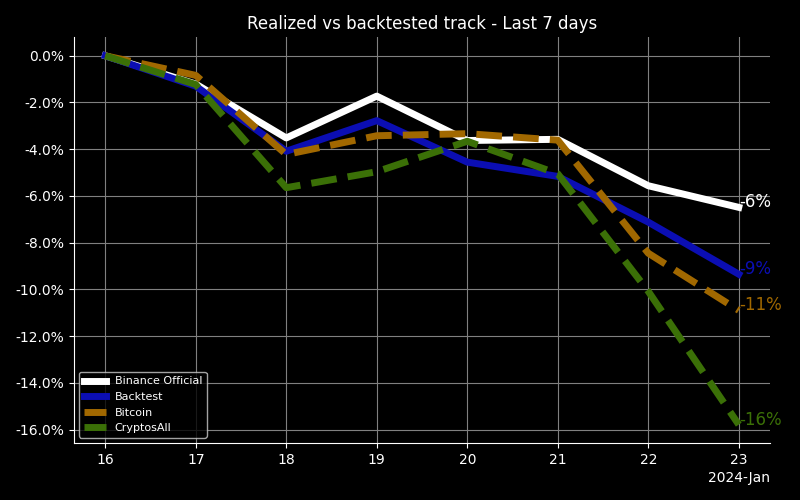 Realized vs backtested track - Last 7 days
0.0%
-2.0%
-4.0%
-6.0%
-8.0%
-10.0%
-12.0%
-14.0%
-16.0%
-6%
-9%
-11%
-16%
Binance Official
Backtest
Bitcoin
CryptosAll
16 17 18 19 20 21 22 23
2024-Jan